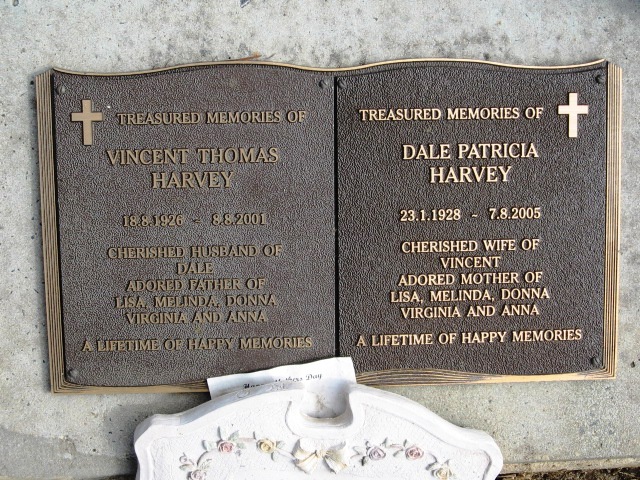 TREASURED MEMORIES OF
VINCENT THOMAS
HARVEY
18.8.1926 - 8.8.2001
CHERISHED HUSBAND OF
DALE
ADORED FATHER OF
LISA, MELINDA, DONNA
VIRGINIA AND ANNA
A LIFETIME OF HAPPY MEMORIES
TREASURED MEMORIES OF
DALE PATRICIA
HARVEY
23.1.1928 - 7.8.2005
CHERISHED WIFE OF
VINCENT
ADORED MOTHER OF
LISA, MELINDA, DONNA
VIRGINIA AND ANNA
A LIFETIME OF HAPPY MEMORIES
Day